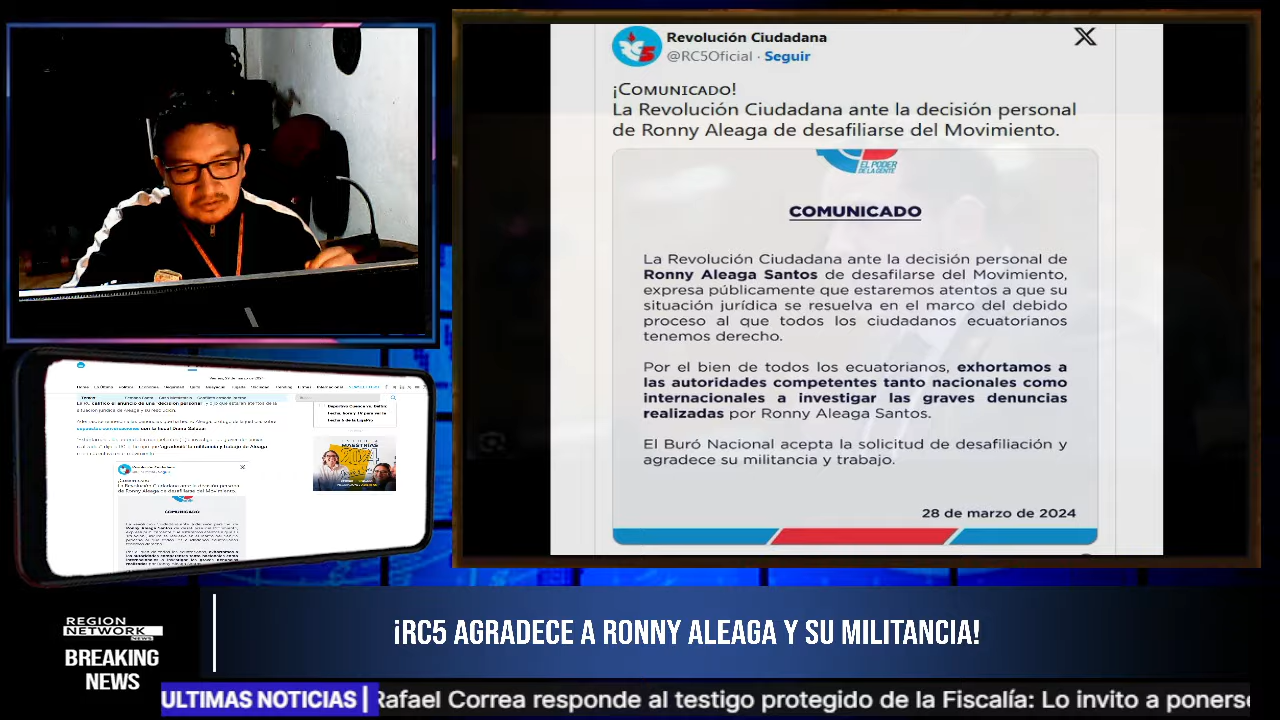 Revolución Ciudadana
@RC5Oficial · Seguir
¡COMUNICADO!
La Revolución Ciudadana ante la decisión personal
de Ronny Aleaga de desafiliarse del Movimiento.
EL PODER
DE LA GENTE
COMUNICADO
La Revolución Ciudadana ante la decisión personal de
Ronny Aleaga Santos de desafilarse del Movimiento,
expresa públicamente que estaremos atentos a que su
situación jurídica se resuelva en el marco del debido
proceso al que todos los ciudadanos ecuatorianos
tenemos derecho.
Por el bien de todos los ecuatorianos, exhortamos a
las autoridades competentes tanto nacionales como
internacionales a investigar las graves denuncias
realizadas por Ronny Aleaga Santos.
El Buró Nacional acepta la solicitud de desafiliación y
agradece su militancia y trabajo.
28 de marzo de 2024
COMUNICADO
REGION
NETWORK
NEWS
BREAKING
NEWS
¡RC5 AGRADECE A RONNY ALEAGA Y SU MILITANCIA!
ULTIMAS NOTICIAS | Rafael Correa responde al testigo protegido de la Fiscalía: Lo invito a ponerse